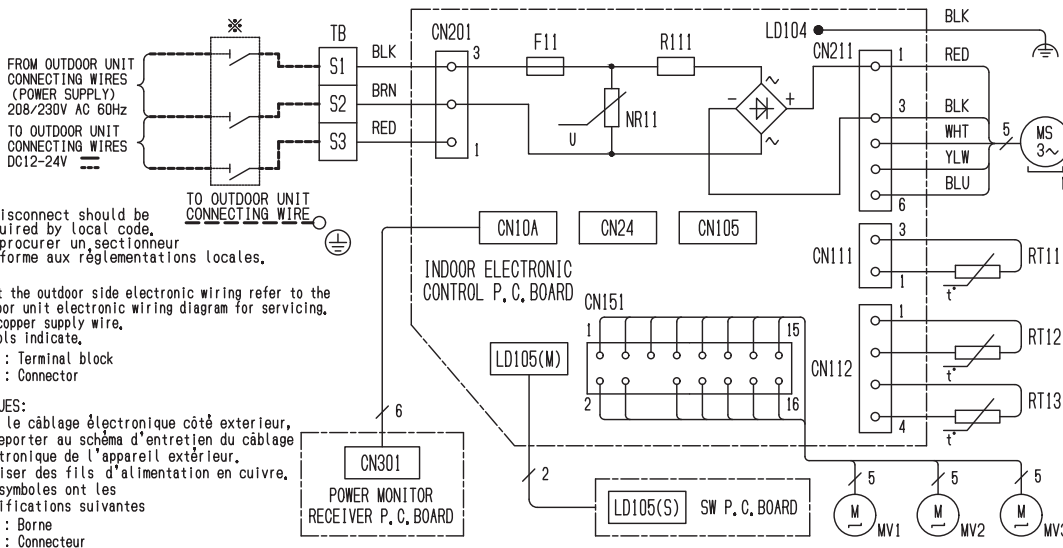 ※
TB
CN201
F11
R111
LD104
BLK
CN211
FROM OUTDOOR UNIT
CONNECTING WIRES
(POWER SUPPLY)
208/230V AC 60Hz
TO OUTDOOR UNIT
CONNECTING WIRES
DC12-24V
S1
S2
S3
BLK
BRN
RED
3
1
U
NR11
~
~
-
+
1
3
6
RED
BLK
WHT
YLW
BLU
5
MS
3~
TO OUTDOOR UNIT
CONNECTING WIRE
isconnect should be
uired by local code.
procurer un sectionneur
forme aux réglementations locales.
t the outdoor side electronic wiring refer to the
oor unit electronic wiring diagram for servicing.
copper supply wire.
ols indicate.
: Terminal block
: Connector
UES:
le câblage électronique côté exterieur,
eporter au schéma d'entretien du câblage
tronique de l'appareil extérieur.
iser des fils d'alimentation en cuivre.
symboles ont les
ifications suivantes
: Borne
: Connecteur
CN10A
CN24
CN105
INDOOR ELECTRONIC
CONTROL P.C.BOARD
CN111
3
1
t°
RT11
CN151
1
15
2
16
LD105(M)
CN112
1
4
t°
RT12
t°
RT13
6
CN301
POWER MONITOR
RECEIVER P.C.BOARD
2
LD105(S)
SW P.C.BOARD
5
5
5
M
MV1
M
MV2
M
MV